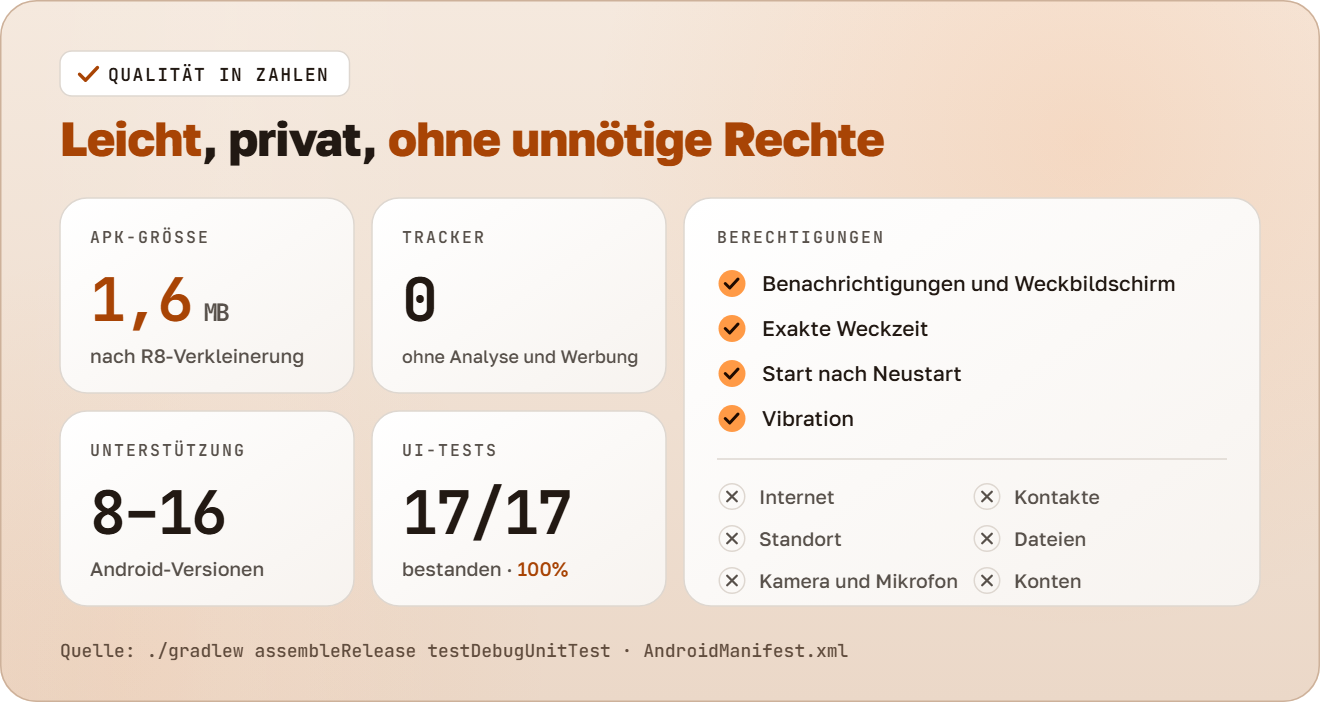 QUALITÄT IN ZAHLEN
Leicht, privat, ohne unnötige Rechte
APK-GRÖSSE
1,6 MB
nach R8-Verkleinerung
TRACKER
0
ohne Analyse und Werbung
UNTERSTÜTZUNG
8–16
Android-Versionen
UI-TESTS
17/17
bestanden · 100%
BERECHTIGUNGEN
Benachrichtigungen und Weckbildschirm
Exakte Weckzeit
Start nach Neustart
Vibration
Internet
Kontakte
Standort
Dateien
Kamera und Mikrofon
Konten
Quelle: ./gradlew assembleRelease testDebugUnitTest · AndroidManifest.xml